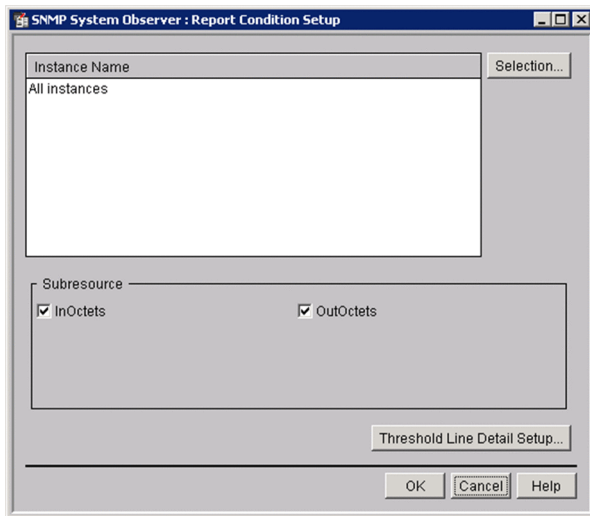 SNMP System Observer : Report Condition Setup
Instance Name
Selection...
All instances
Subresource
InOctets
OutOctets
Threshold Line Detail Setup...
OK
Cancel
Help